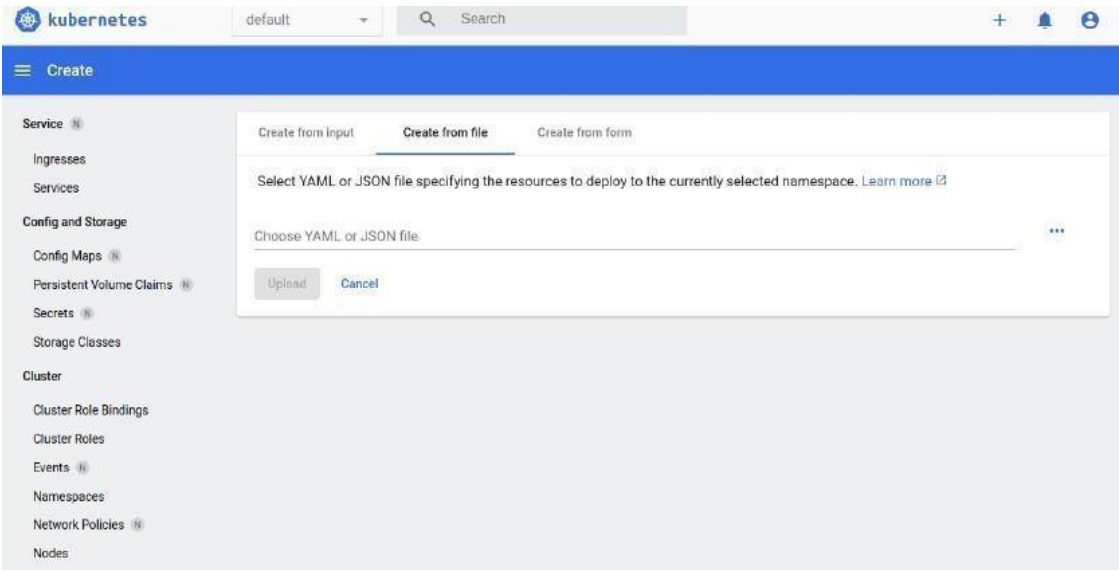 kubernetes
default
Search
Create
Service N
Ingresses
Services
Config and Storage
Config Maps N
Persistent Volume Claims N
Secrets N
Storage Classes
Cluster
Cluster Role Bindings
Cluster Roles
Events N
Namespaces
Network Policies N
Nodes
Create from input
Create from file
Create from form
Select YAML or JSON file specifying the resources to deploy to the currently selected namespace. Learn more
Choose YAML or JSON file
Upload
Cancel